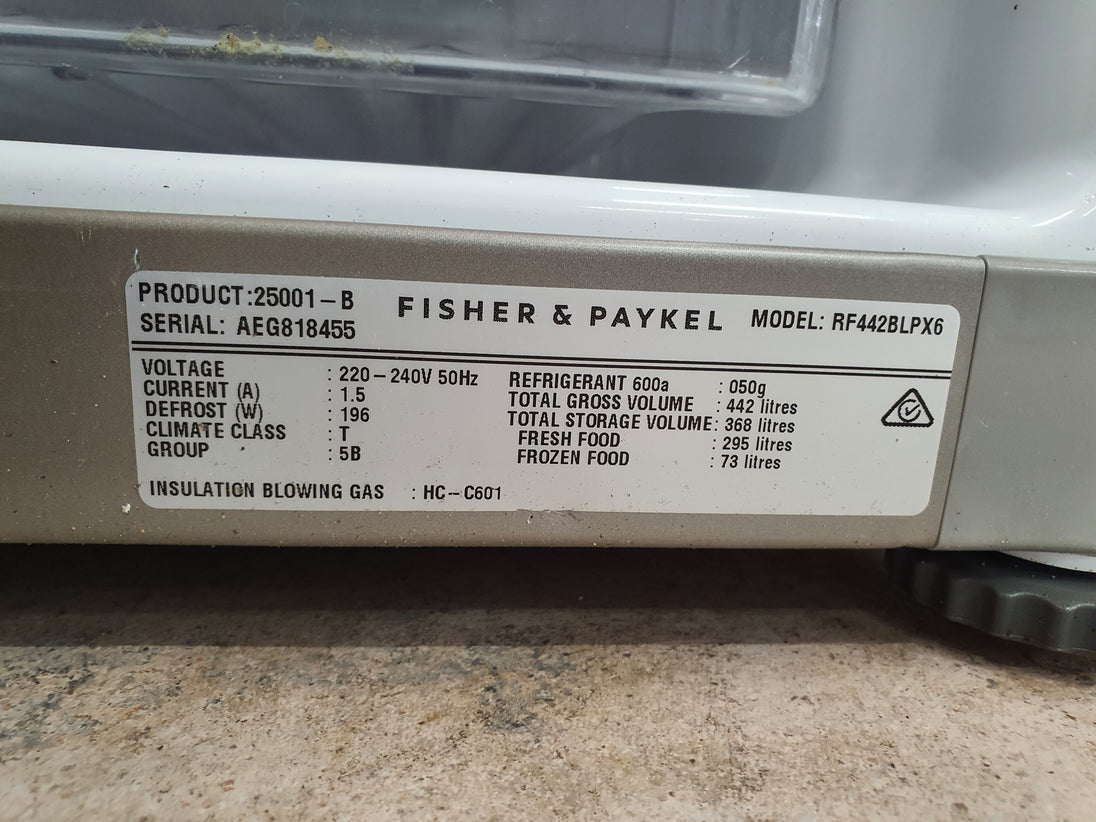 PRODUCT:25001-B
SERIAL: AEG818455
FISHER & PAYKEL
MODEL: RF442BLPX6
VOLTAGE : 220-240V 50Hz
CURRENT (A) : 1.5
DEFROST (W) : 196
CLIMATE CLASS : T
GROUP : 5B
INSULATION BLOWING GAS : HC-C601
REFRIGERANT 600a : 050g
TOTAL GROSS VOLUME : 442 litres
TOTAL STORAGE VOLUME: 368 litres
FRESH FOOD : 295 litres
FROZEN FOOD : 73 litres